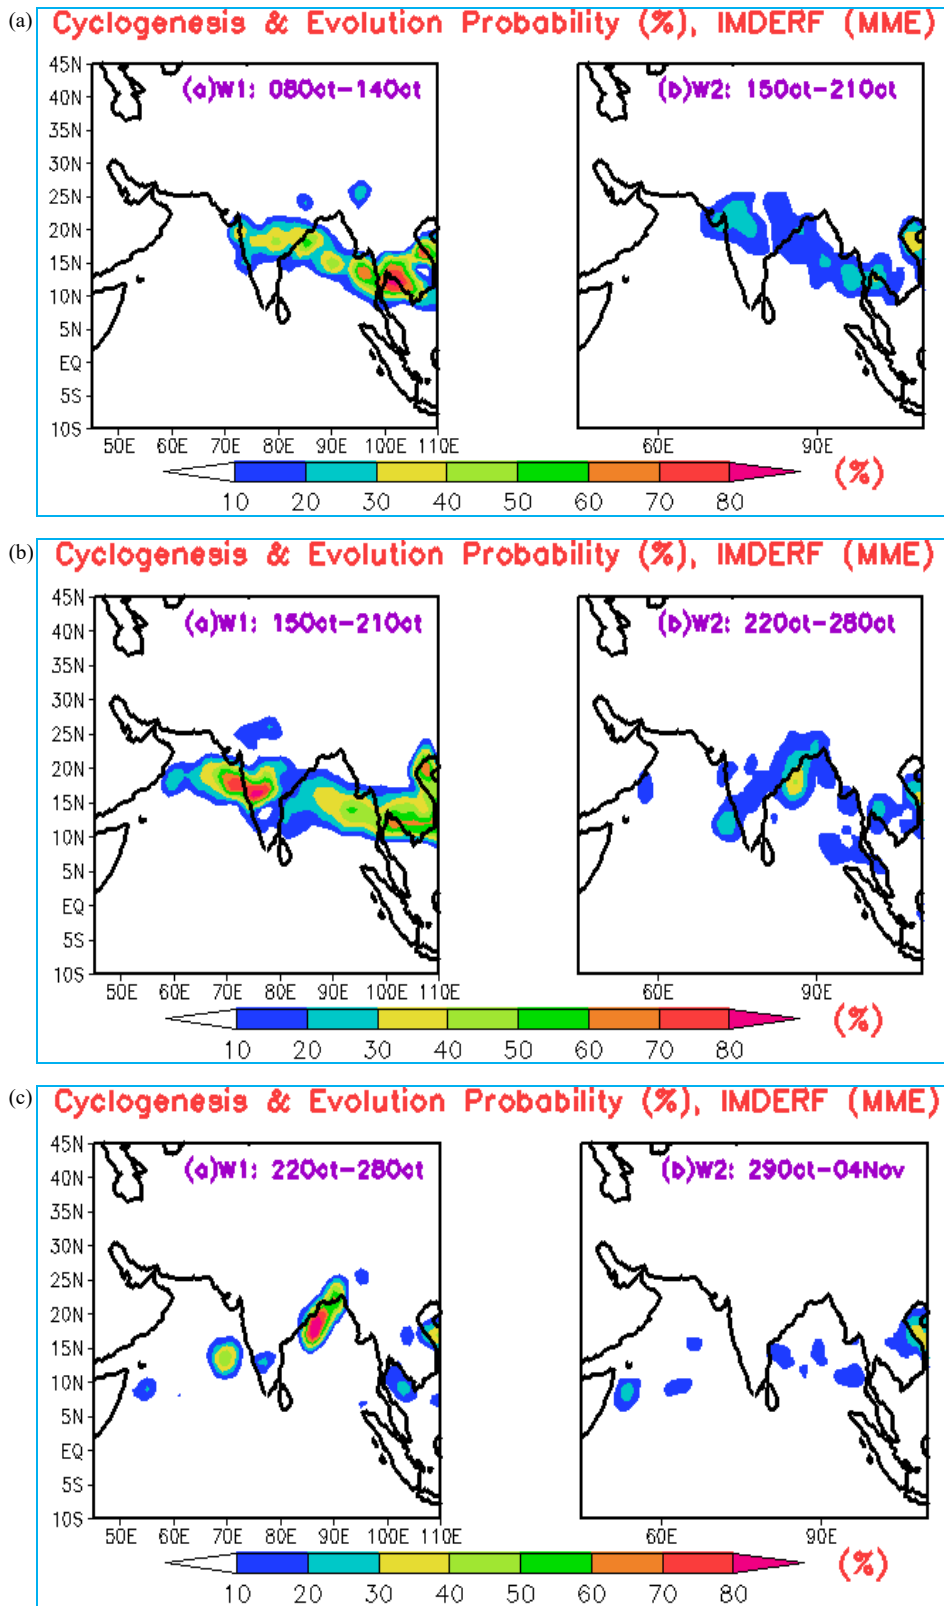 (a)
Cyclogenesis & Evolution Probability (%), IMDERF (MME)
(a)W1: 08Oct-14Oct
(b)W2: 15Oct-21Oct
45N
40N
35N
30N
25N
20N
15N
10N
5N
EQ
5S
10S
50E 60E 70E 80E 90E 100E 110E
60E 90E
10 20 30 40 50 60 70 80
(%)
(b)
Cyclogenesis & Evolution Probability (%), IMDERF (MME)
(a)W1: 15Oct-21Oct
(b)W2: 22Oct-28Oct
45N
40N
35N
30N
25N
20N
15N
10N
5N
EQ
5S
10S
50E 60E 70E 80E 90E 100E 110E
60E 90E
10 20 30 40 50 60 70 80
(%)
(c)
Cyclogenesis & Evolution Probability (%), IMDERF (MME)
(a)W1: 22Oct-28Oct
(b)W2: 29Oct-04Nov
45N
40N
35N
30N
25N
20N
15N
10N
5N
EQ
5S
10S
50E 60E 70E 80E 90E 100E 110E
60E 90E
10 20 30 40 50 60 70 80
(%)